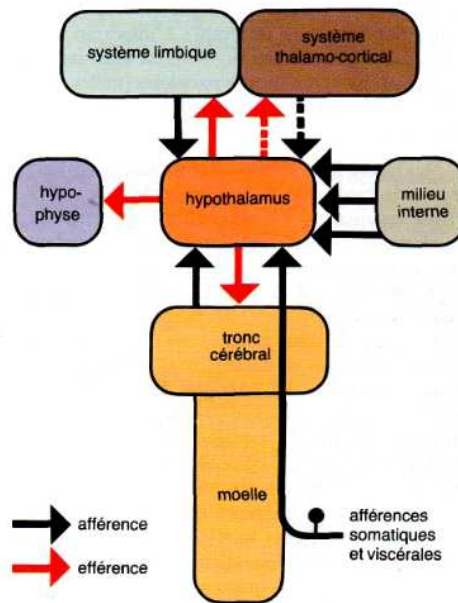 système limbique
système
thalamo-cortical
hypo-
physe
hypothalamus
milieu
interne
tronc
cérébral
moelle
afférence
efférence
afférences
somatiques
et viscérales